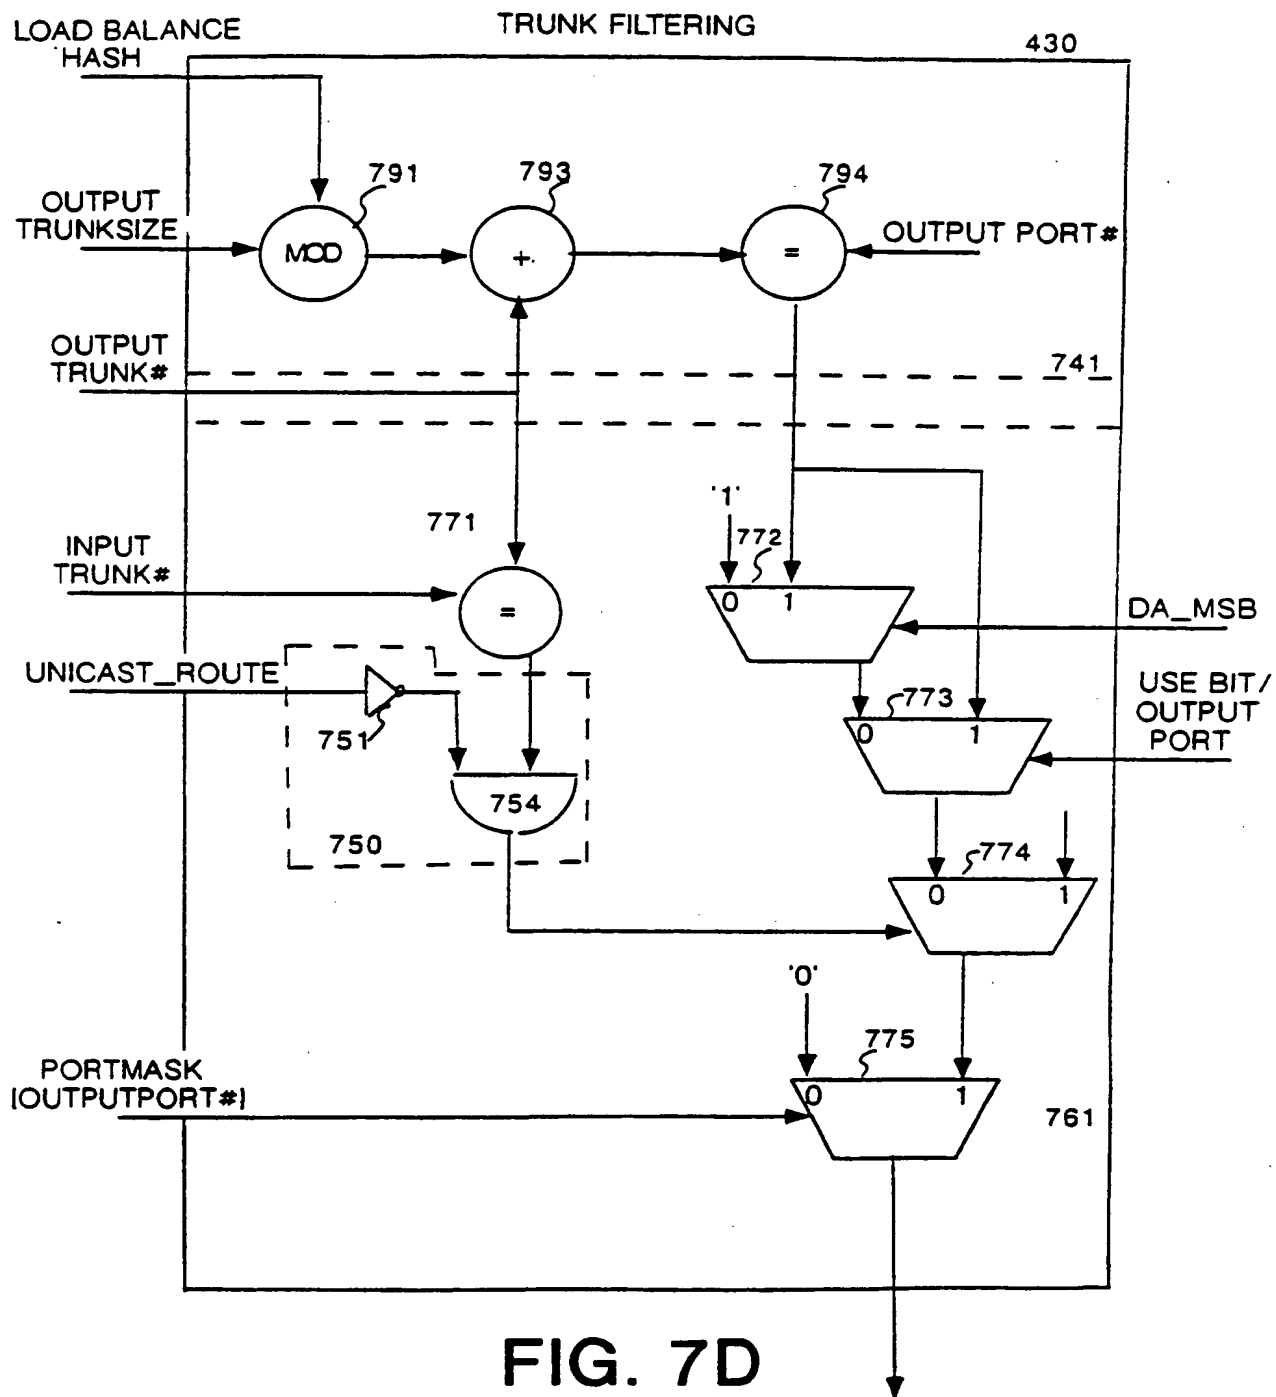 TRUNK FILTERING
430
LOAD BALANCE
HASH
791
793
794
OUTPUT
TRUNKSIZE
MOD
+.
=
OUTPUT PORT#
OUTPUT
TRUNK#
741
'1'
771
772
INPUT
TRUNK#
=
0 1
DA_MSB
UNICAST_ROUTE
773
USE BIT/
OUTPUT
PORT
751
0 1
754
750
774
0 1
'0'
775
PORTMASK
[OUTPUTPORT#]
0 1
761
FIG. 7D